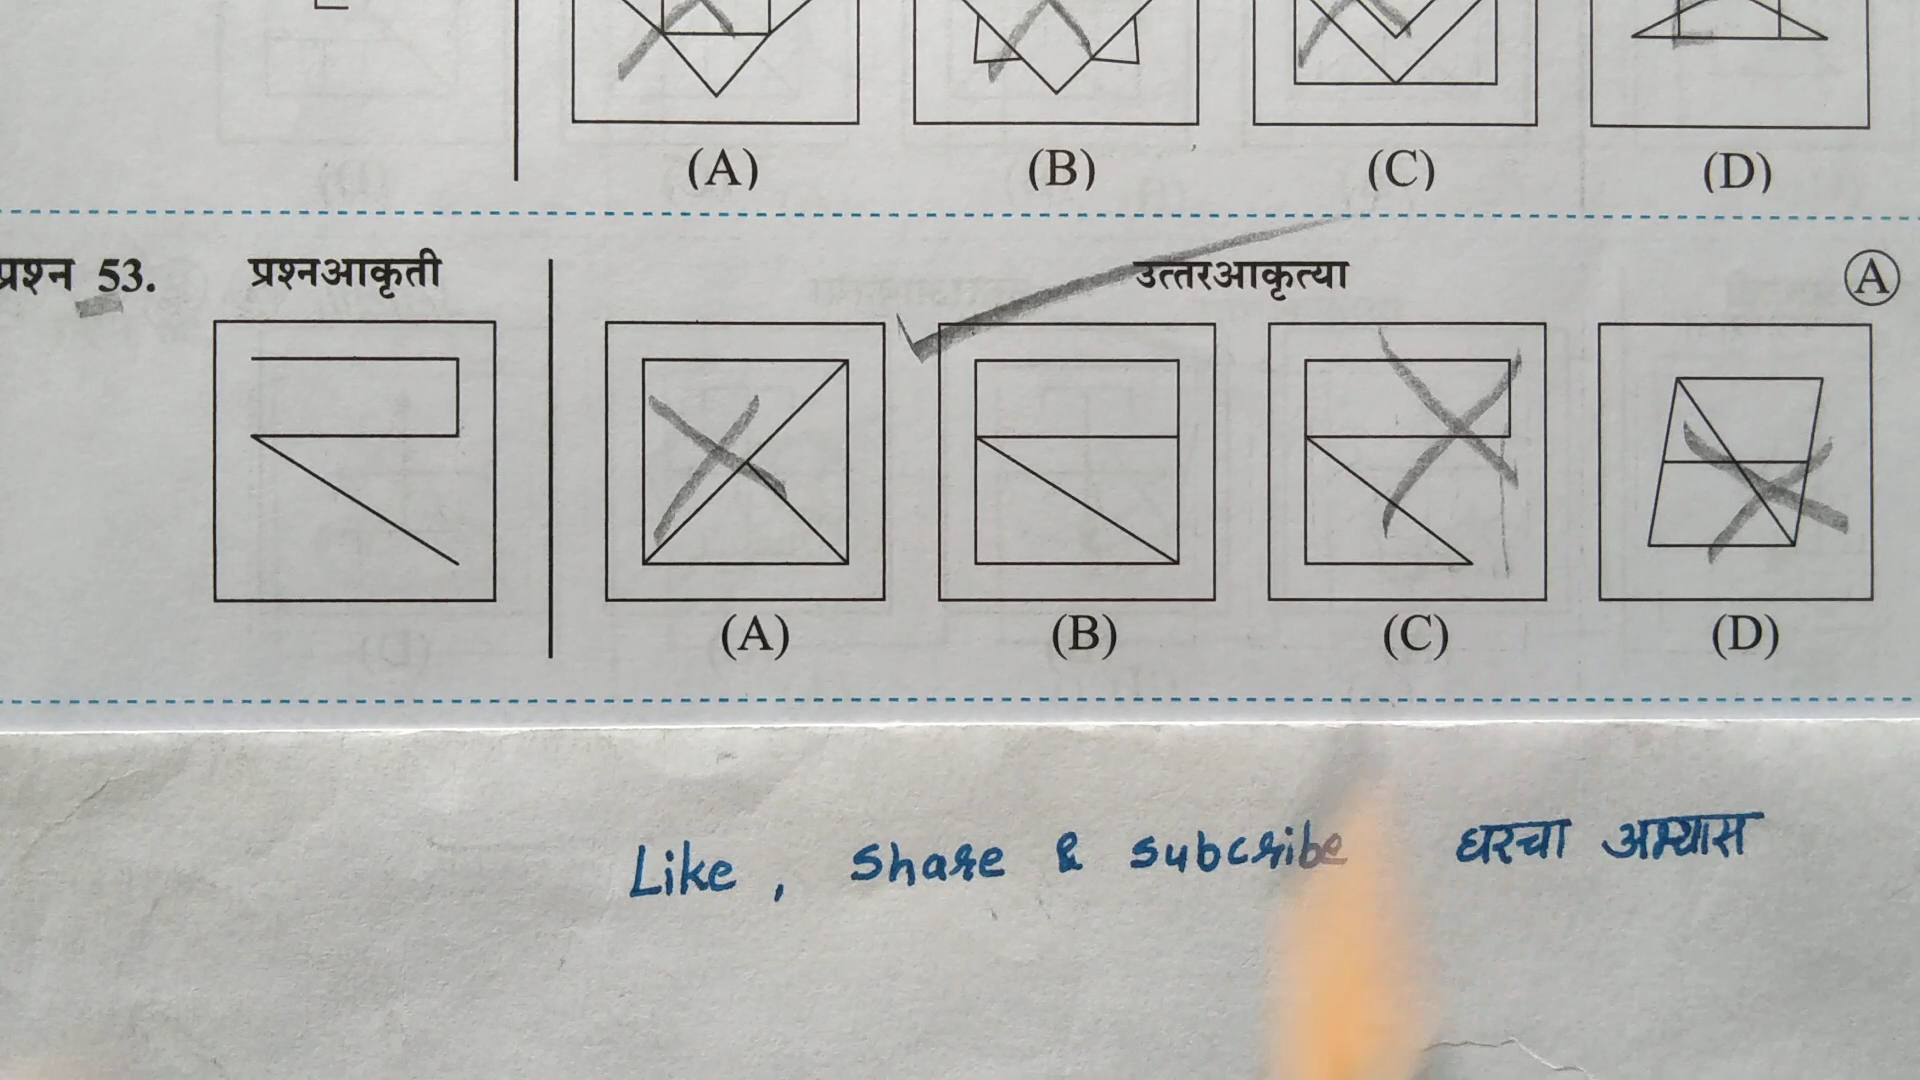 (A) (B) (C) (D)
प्रश्न 53. प्रश्नआकृती उत्तरआकृत्या A
(A) (B) (C) (D)
Like, Share & subcribe घरचा अभ्यास